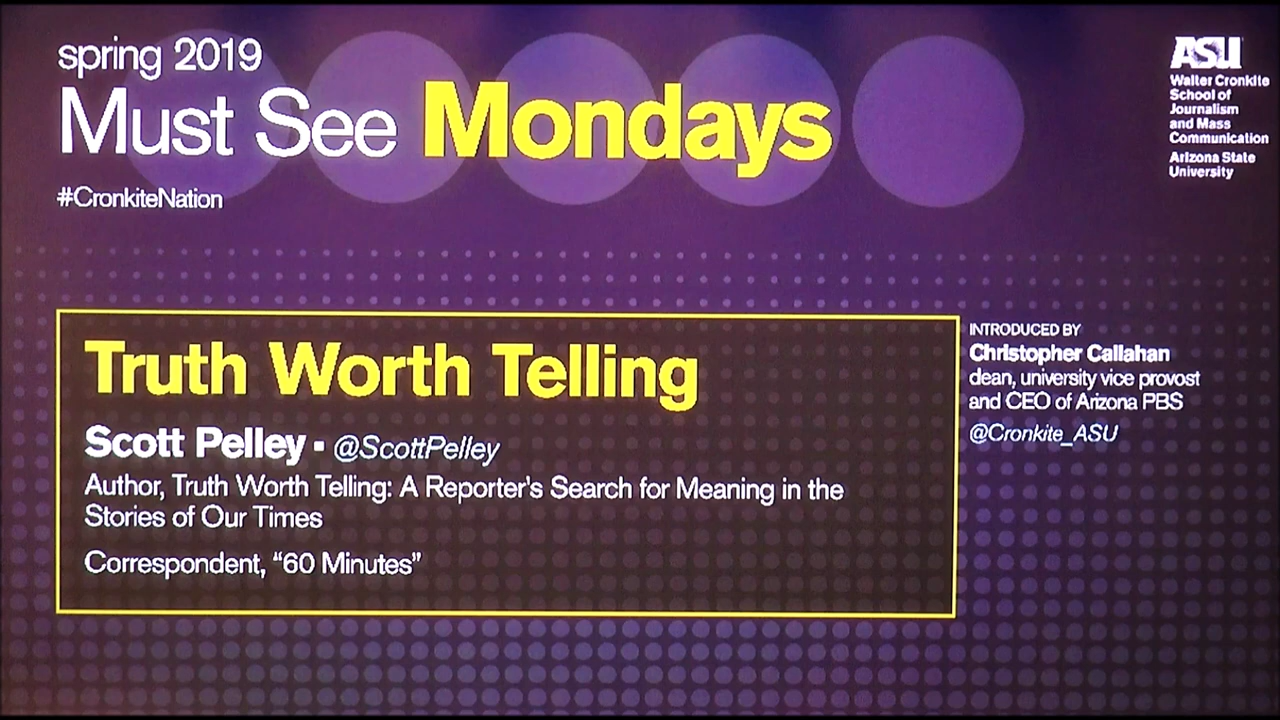 spring 2019
Must See Mondays
#CronkiteNation
ASU
Walter Cronkite
School of
Journalism
and Mass
Communication
Arizona State
University
Truth Worth Telling
Scott Pelley ▪ @ScottPelley
Author, Truth Worth Telling: A Reporter's Search for Meaning in the
Stories of Our Times
Correspondent, “60 Minutes”
INTRODUCED BY
Christopher Callahan
dean, university vice provost
and CEO of Arizona PBS
@Cronkite_ASU